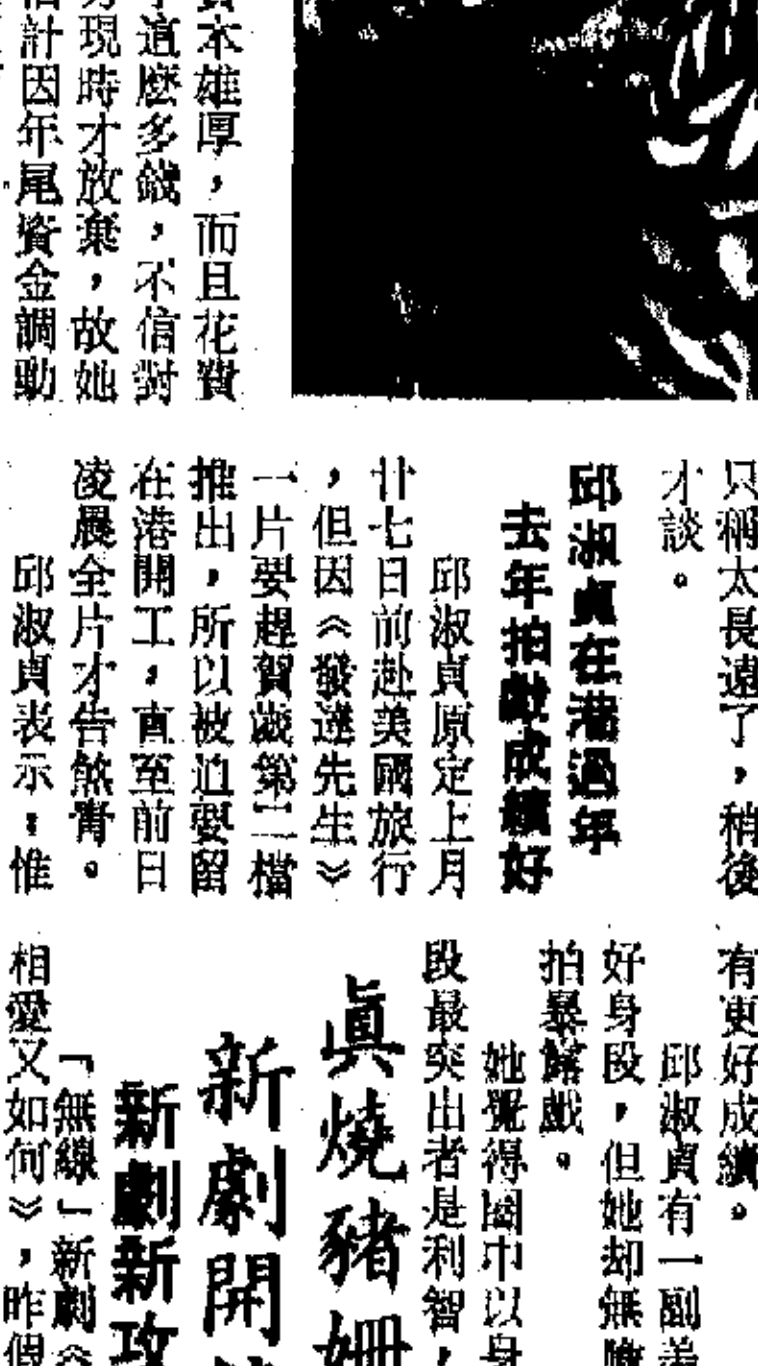 本雄厚，而且花費
這麼多錢，不信對
現時才放棄，故她
計因年尾資金調動
只稱太長遠了，稍後
才談。
邱淑貞在港過年
去年拍戲成績好
邱淑貞原定上月
廿七日前赴美國旅行
，但因《發達先生》
一片要趕賀歲第二檔
推出，所以被迫要留
在港開工，直至前日
凌晨全片才告煞青。
邱淑貞表示，惟
有更好成績。
邱淑貞有一副美
好身段，但她却無膽
拍暴露戲。
她覺得圈中以身
段最突出者是利智，
眞燒豬姍
新劇開
新劇新攻
「無線」新劇《
相愛又如何》，昨假